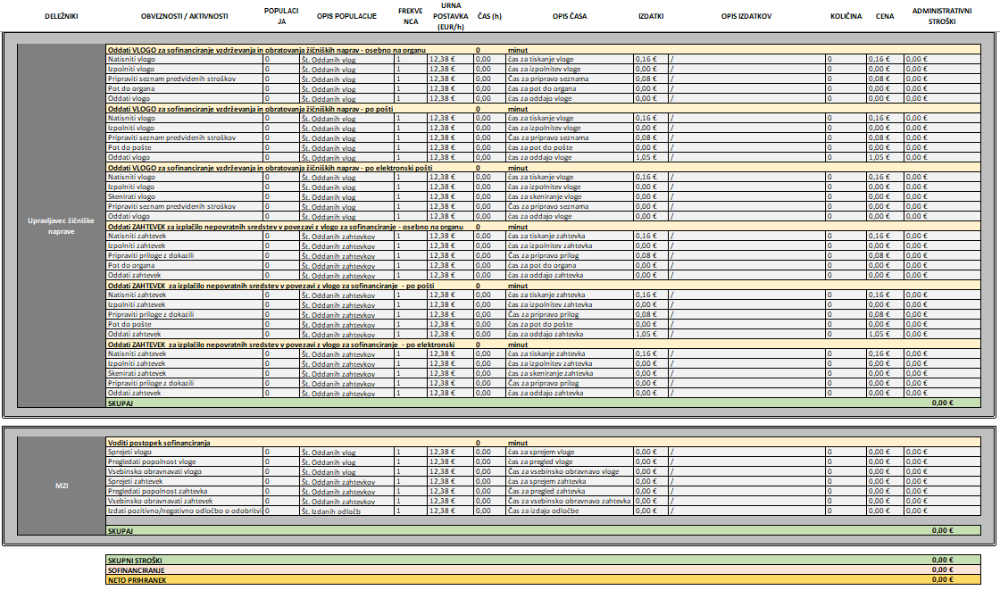 DELEŽNIKI OBVEZNOSTI / AKTIVNOSTI POPULACIJA OPIS POPULACIJE FREKVENCA URNA POSTAVKA (EUR/h) ČAS (h) OPIS ČASA IZDATKI OPIS IZDATKOV KOLIČINA CENA ADMINISTRATIVNI STROŠKI
Upravljavec žičniške naprave
Oddati VLOGO za sofinanciranje vzdrževanja in obratovanja žičniških naprav - osebno na organu 0 minut
Natisniti vlogo 0 Št. Oddanih vlog 1 12,38 € 0,00 čas za tiskanje vloge 0,16 € / 0 0,16 € 0,00 €
Izpolniti vlogo 0 Št. Oddanih vlog 1 12,38 € 0,00 čas za izpolnitev vloge 0,00 € / 0 0,00 € 0,00 €
Pripraviti seznam predvidenih stroškov 0 Št. Oddanih vlog 1 12,38 € 0,00 Čas za pripravo seznama 0,08 € / 0 0,08 € 0,00 €
Pot do organa 0 Št. Oddanih vlog 1 12,38 € 0,00 čas za pot do organa 0,00 € / 0 0,00 € 0,00 €
Oddati vlogo 0 Št. Oddanih vlog 1 12,38 € 0,00 čas za oddajo vloge 0,00 € / 0 0,00 € 0,00 €
Oddati VLOGO za sofinanciranje vzdrževanja in obratovanja žičniških naprav - po pošti 0 minut
Natisniti vlogo 0 Št. Oddanih vlog 1 12,38 € 0,00 čas za tiskanje vloge 0,16 € / 0 0,16 € 0,00 €
Izpolniti vlogo 0 Št. Oddanih vlog 1 12,38 € 0,00 čas za izpolnitev vloge 0,00 € / 0 0,00 € 0,00 €
Pripraviti seznam predvidenih stroškov 0 Št. Oddanih vlog 1 12,38 € 0,00 Čas za pripravo seznama 0,08 € / 0 0,08 € 0,00 €
Pot do pošte 0 Št. Oddanih vlog 1 12,38 € 0,00 čas za pot do pošte 0,00 € / 0 0,00 € 0,00 €
Oddati vlogo 0 Št. Oddanih vlog 1 12,38 € 0,00 čas za oddajo vloge 1,05 € / 0 1,05 € 0,00 €
Oddati VLOGO za sofinanciranje vzdrževanja in obratovanja žičniških naprav - po elektronski pošti 0 minut
Natisniti vlogo 0 Št. Oddanih vlog 1 12,38 € 0,00 čas za tiskanje vloge 0,16 € / 0 0,16 € 0,00 €
Izpolniti vlogo 0 Št. Oddanih vlog 1 12,38 € 0,00 čas za izpolnitev vloge 0,00 € / 0 0,00 € 0,00 €
Skenirati vlogo 0 Št. Oddanih vlog 1 12,38 € 0,00 čas za skeniranje vloge 0,00 € / 0 0,00 € 0,00 €
Pripraviti seznam predvidenih stroškov 0 Št. Oddanih vlog 1 12,38 € 0,00 Čas za pripravo seznama 0,00 € / 0 0,00 € 0,00 €
Oddati vlogo 0 Št. Oddanih vlog 1 12,38 € 0,00 čas za oddajo vloge 0,00 € / 0 0,00 € 0,00 €
Oddati ZAHTEVEK za izplačilo nepovratnih sredstev v povezavi z vlogo za sofinanciranje - osebno na organu 0 minut
Natisniti zahtevek 0 Št. Oddanih zahtevkov 1 12,38 € 0,00 čas za tiskanje zahtevka 0,16 € / 0 0,16 € 0,00 €
Izpolniti zahtevek 0 Št. Oddanih zahtevkov 1 12,38 € 0,00 čas za izpolnitev zahtevka 0,00 € / 0 0,00 € 0,00 €
Pripraviti priloge z dokazili 0 Št. Oddanih zahtevkov 1 12,38 € 0,00 Čas za pripravo prilog 0,08 € / 0 0,08 € 0,00 €
Pot do organa 0 Št. Oddanih zahtevkov 1 12,38 € 0,00 čas za pot do organa 0,00 € / 0 0,00 € 0,00 €
Oddati zahtevek 0 Št. Oddanih zahtevkov 1 12,38 € 0,00 čas za oddajo zahtevka 0,00 € / 0 0,00 € 0,00 €
Oddati ZAHTEVEK za izplačilo nepovratnih sredstev v povezavi z vlogo za sofinanciranje - po pošti 0 minut
Natisniti zahtevek 0 Št. Oddanih zahtevkov 1 12,38 € 0,00 čas za tiskanje zahtevka 0,16 € / 0 0,16 € 0,00 €
Izpolniti zahtevek 0 Št. Oddanih zahtevkov 1 12,38 € 0,00 čas za izpolnitev zahtevka 0,00 € / 0 0,00 € 0,00 €
Pripraviti priloge z dokazili 0 Št. Oddanih zahtevkov 1 12,38 € 0,00 Čas za pripravo prilog 0,08 € / 0 0,08 € 0,00 €
Pot do pošte 0 Št. Oddanih zahtevkov 1 12,38 € 0,00 čas za pot do pošte 0,00 € / 0 0,00 € 0,00 €
Oddati zahtevek 0 Št. Oddanih zahtevkov 1 12,38 € 0,00 čas za oddajo zahtevka 1,05 € / 0 1,05 € 0,00 €
Oddati ZAHTEVEK za izplačilo nepovratnih sredstev v povezavi z vlogo za sofinanciranje - po elektronski 0 minut
Natisniti zahtevek 0 Št. Oddanih zahtevkov 1 12,38 € 0,00 čas za tiskanje zahtevka 0,16 € / 0 0,16 € 0,00 €
Izpolniti zahtevek 0 Št. Oddanih zahtevkov 1 12,38 € 0,00 čas za izpolnitev zahtevka 0,00 € / 0 0,00 € 0,00 €
Skenirati zahtevek 0 Št. Oddanih zahtevkov 1 12,38 € 0,00 čas za skeniranje zahtevka 0,00 € / 0 0,00 € 0,00 €
Pripraviti priloge z dokazili 0 Št. Oddanih zahtevkov 1 12,38 € 0,00 Čas za pripravo prilog 0,00 € / 0 0,00 € 0,00 €
Oddati zahtevek 0 Št. Oddanih zahtevkov 1 12,38 € 0,00 čas za oddajo zahtevka 0,00 € / 0 0,00 € 0,00 €
SKUPAJ 0,00 €
MZI
Voditi postopek sofinanciranja 0 minut
Sprejeti vlogo 0 Št. Oddanih vlog 1 12,38 € 0,00 čas za sprejem vloge 0,00 € / 0 0,00 € 0,00 €
Pregledati popolnost vloge 0 Št. Oddanih vlog 1 12,38 € 0,00 Čas za pregled vloge 0,00 € / 0 0,00 € 0,00 €
Vsebinsko obravnavati vlogo 0 Št. Oddanih vlog 1 12,38 € 0,00 Čas za vsebinsko obravnavo vloge 0,00 € / 0 0,00 € 0,00 €
Sprejeti zahtevek 0 Št. Oddanih zahtevkov 1 12,38 € 0,00 čas za sprejem zahtevka 0,00 € / 0 0,00 € 0,00 €
Pregledati popolnost zahtevka 0 Št. Oddanih zahtevkov 1 12,38 € 0,00 Čas za pregled zahtevka 0,00 € / 0 0,00 € 0,00 €
Vsebinsko obravnavati zahtevek 0 Št. Oddanih zahtevkov 1 12,38 € 0,00 Čas za vsebinsko obravnavo zahtevka 0,00 € / 0 0,00 € 0,00 €
Izdati pozitivno/negativno odločbo o odobritvi 0 Št. Izdanih odločb 1 12,38 € 0,00 Čas za izdajo odločbe 0,00 € / 0 0,00 € 0,00 €
SKUPAJ 0,00 €
SKUPNI STROŠKI 0,00 €
SOFINANCIRANJE 0,00 €
NETO PRIHRANEK 0,00 €